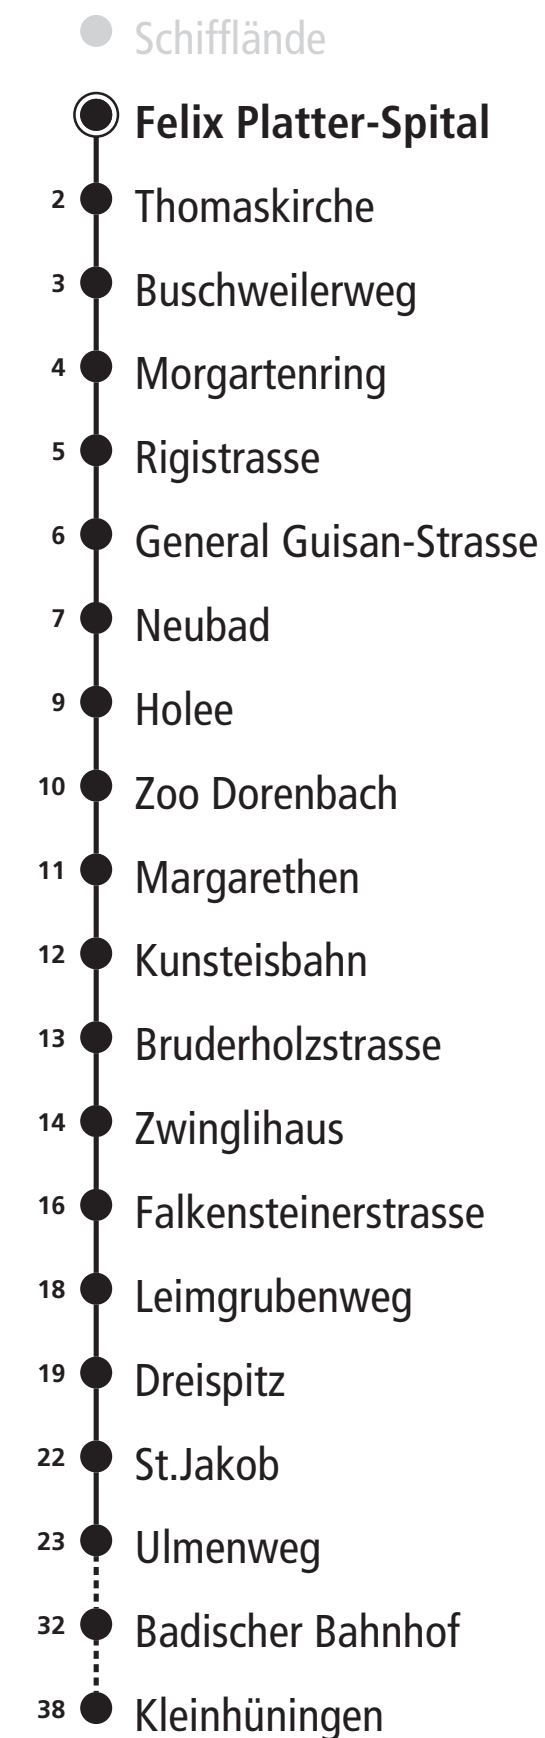 Schifflände
Felix Platter-Spital
2 Thomaskirche
3 Buschweilerweg
4 Morgartenring
5 Rigistrasse
6 General Guisan-Strasse
7 Neubad
9 Holee
10 Zoo Dorenbach
11 Margarethen
12 Kunsteisbahn
13 Bruderholzstrasse
14 Zwinglihaus
16 Falkensteinerstrasse
18 Leimgrubenweg
19 Dreispitz
22 St.Jakob
23 Ulmenweg
32 Badischer Bahnhof
38 Kleinhüningen